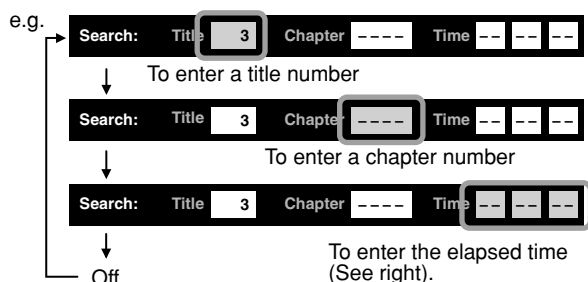 e.g.
Search: Title 3 Chapter ---- Time -- -- --
To enter a title number
Search: Title 3 Chapter ---- Time -- -- --
To enter a chapter number
Search: Title 3 Chapter ---- Time -- -- --
To enter the elapsed time
(See right).
Off